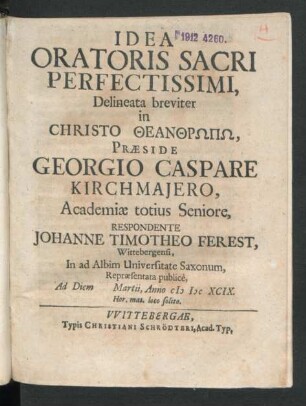 1912 4260.
IDEA
ORATORIS SACRI
PERFECTISSIMI,
Delineata breviter
in
CHRISTO ΘΕΑΝΘΡΩΠΩ,
PRÆSIDE
GEORGIO CASPARE
KIRCHMAJERO,
Academiæ totius Seniore,
RESPONDENTE
JOHANNE TIMOTHEO FEREST,
Wittebergensi,
In ad Albim Universitate Saxonum,
Repræsentata publicè,
Ad Diem Martii, Anno cIɔ Iɔc XCIX.
Hor. mat. loco solito.
VVITTEBERGAE,
Typis CHRISTIANI SCHRÖDTERI, Acad. Typ,